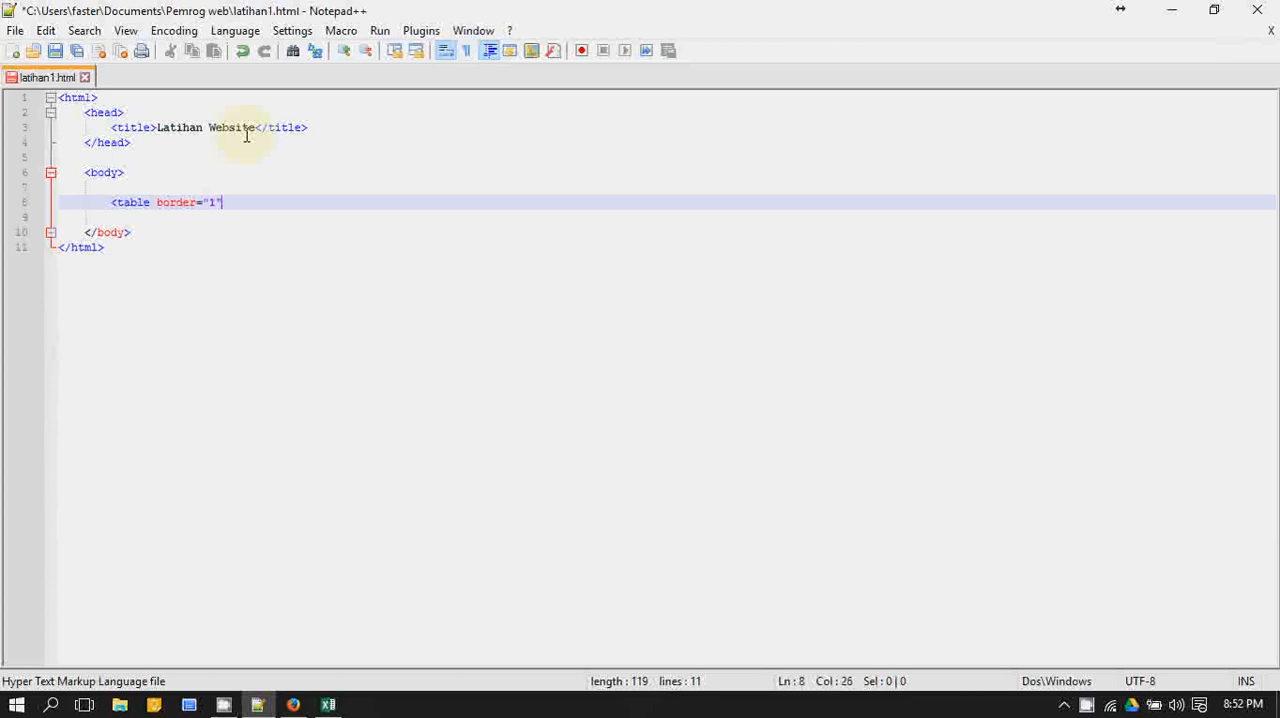 *C:\Users\faster\Documents\Pemrog web\latihan1.html - Notepad++
File Edit Search View Encoding Language Settings Macro Run Plugins Window ? X
latihan1.html
1 <html>
2 <head>
3 <title>Latihan Website</title>
4 </head>
5
6 <body>
7
8 <table border="1"
9
10 </body>
11 </html>
Hyper Text Markup Language file length : 119 lines : 11 Ln : 8 Col : 26 Sel : 0 | 0 Dos\Windows UTF-8 INS
8:52 PM